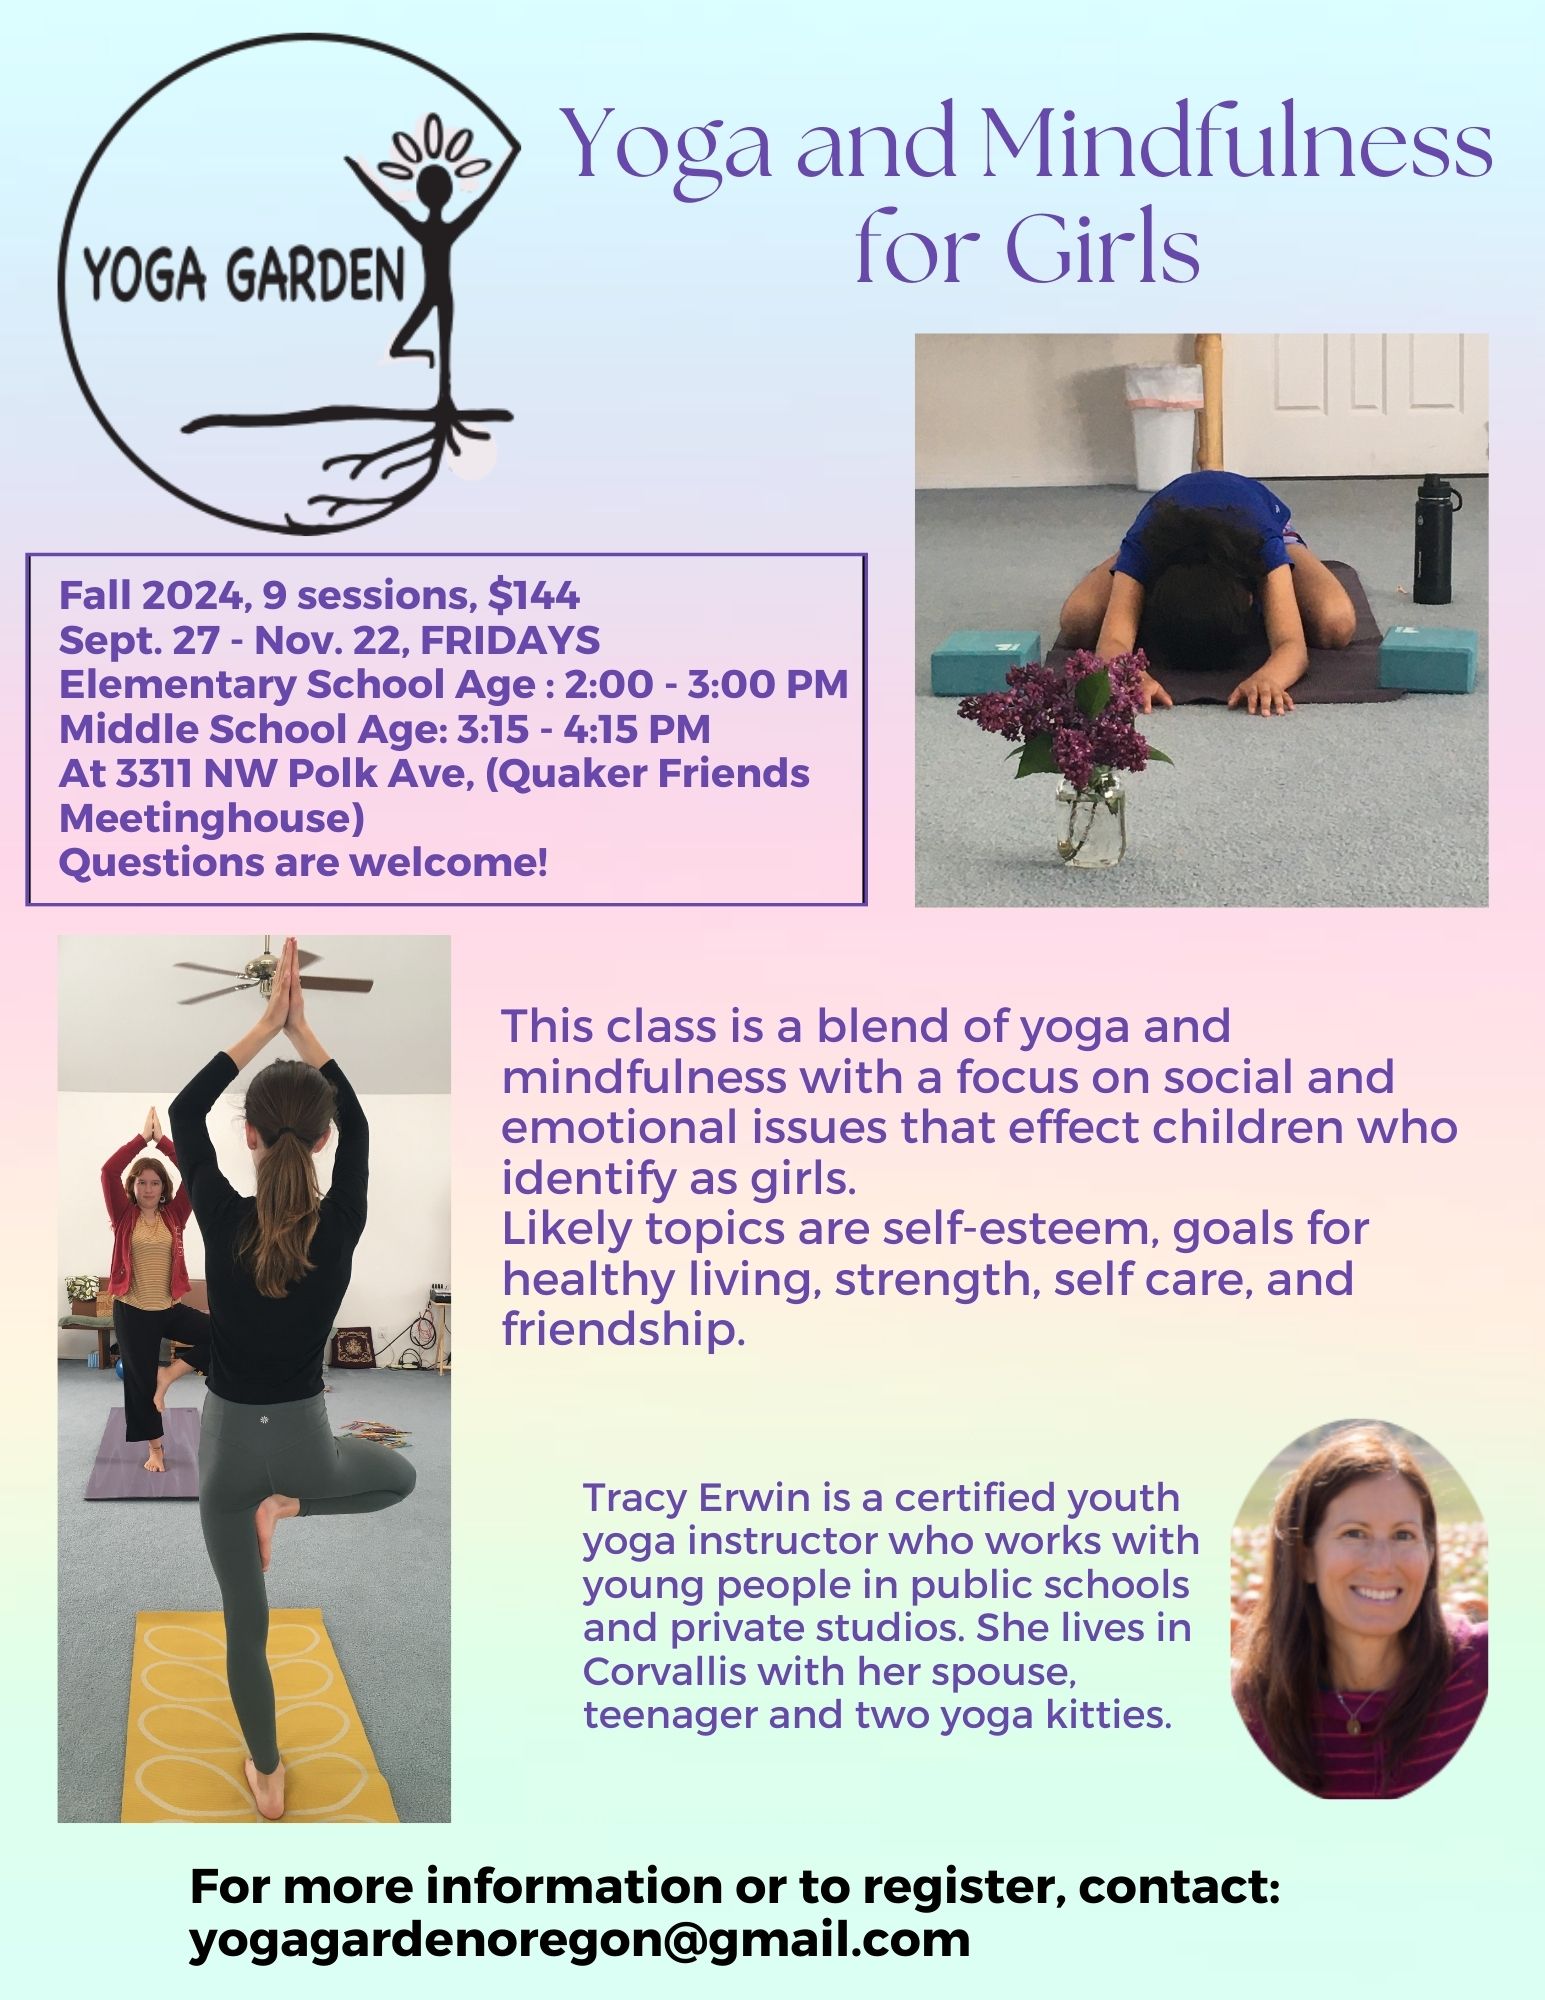 YOGA GARDEN
Yoga and Mindfulness
for Girls
Fall 2024, 9 sessions, $144
Sept. 27 - Nov. 22, FRIDAYS
Elementary School Age : 2:00 - 3:00 PM
Middle School Age: 3:15 - 4:15 PM
At 3311 NW Polk Ave, (Quaker Friends
Meetinghouse)
Questions are welcome!
This class is a blend of yoga and
mindfulness with a focus on social and
emotional issues that effect children who
identify as girls.
Likely topics are self-esteem, goals for
healthy living, strength, self care, and
friendship.
Tracy Erwin is a certified youth
yoga instructor who works with
young people in public schools
and private studios. She lives in
Corvallis with her spouse,
teenager and two yoga kitties.
For more information or to register, contact:
yogagardenoregon@gmail.com